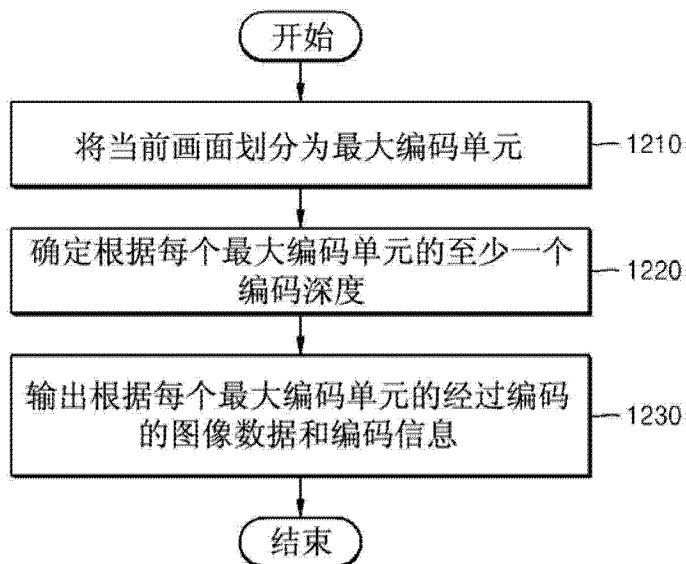 开始
将当前画面划分为最大编码单元
1210
确定根据每个最大编码单元的至少一个
编码深度
1220
输出根据每个最大编码单元的经过编码
的图像数据和编码信息
1230
结束